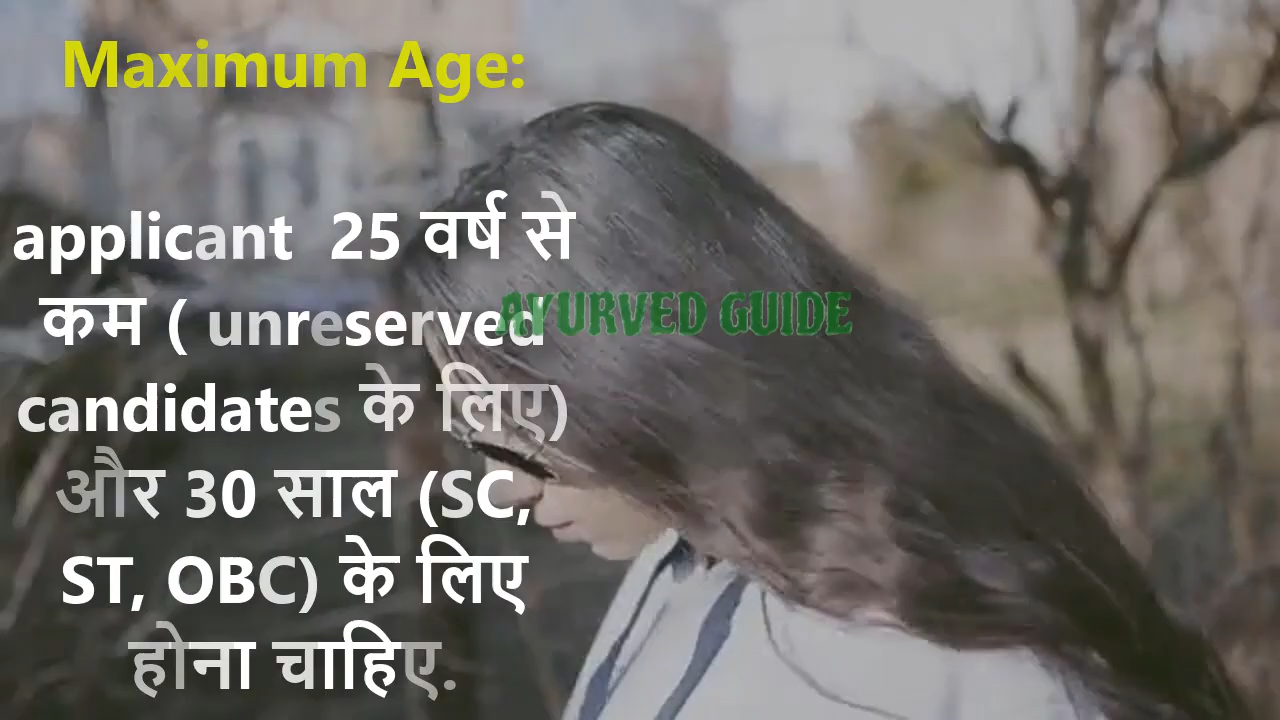 Maximum Age:
applicant 25 वर्ष से
कम ( unreserved
AYURVED GUIDE
candidates के लिए)
और 30 साल (SC,
ST, OBC) के लिए
होना चाहिए.